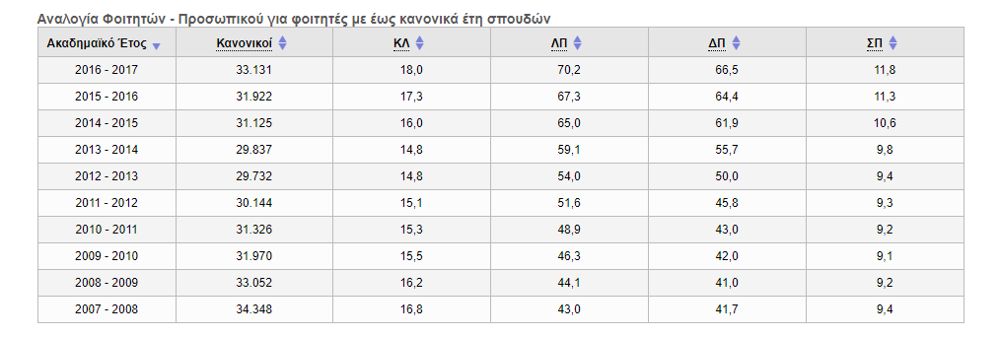 Αναλογία Φοιτητών - Προσωπικού για φοιτητές με έως κανονικά έτη σπουδών
Ακαδημαϊκό Έτος Κανονικοί ΚΛ ΛΠ ΔΠ ΣΠ
2016 - 2017 33.131 18,0 70,2 66,5 11,8
2015 - 2016 31.922 17,3 67,3 64,4 11,3
2014 - 2015 31.125 16,0 65,0 61,9 10,6
2013 - 2014 29.837 14,8 59,1 55,7 9,8
2012 - 2013 29.732 14,8 54,0 50,0 9,4
2011 - 2012 30.144 15,1 51,6 45,8 9,3
2010 - 2011 31.326 15,3 48,9 43,0 9,2
2009 - 2010 31.970 15,5 46,3 42,0 9,1
2008 - 2009 33.052 16,2 44,1 41,0 9,2
2007 - 2008 34.348 16,8 43,0 41,7 9,4